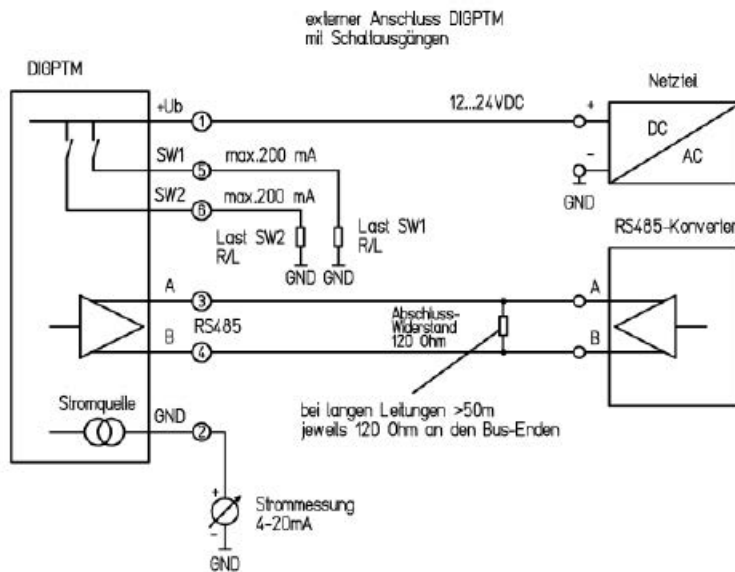 externer Anschluss DIGPTM
mit Schaltausgängen
DIGPTM
Netzteil
+Ub
1
12...24VDC
+
DC
AC
-
GND
SW1
5
max.200 mA
SW2
6
max.200 mA
Last SW2
R/L
Last SW1
R/L
GND
GND
RS485-Konverter
A
3
RS485
Abschluss-
Widerstand
120 Ohm
A
B
4
B
bei langen Leitungen >50m
jeweils 120 Ohm an den Bus-Enden
Stromquelle
GND
2
+
Strommessung
4-20mA
-
GND